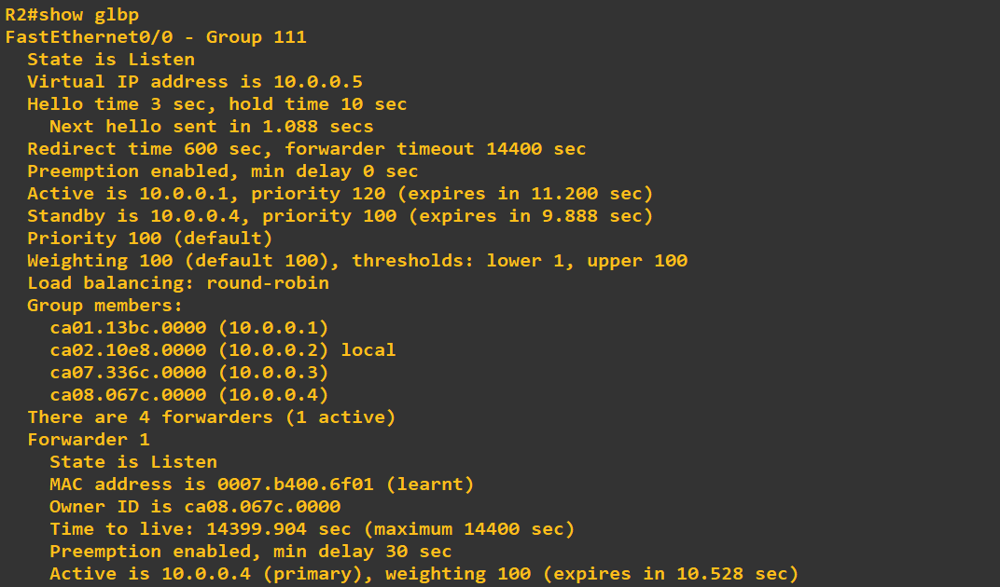 R2#show glbp
FastEthernet0/0 - Group 111
State is Listen
Virtual IP address is 10.0.0.5
Hello time 3 sec, hold time 10 sec
Next hello sent in 1.088 secs
Redirect time 600 sec, forwarder timeout 14400 sec
Preemption enabled, min delay 0 sec
Active is 10.0.0.1, priority 120 (expires in 11.200 sec)
Standby is 10.0.0.4, priority 100 (expires in 9.888 sec)
Priority 100 (default)
Weighting 100 (default 100), thresholds: lower 1, upper 100
Load balancing: round-robin
Group members:
ca01.13bc.0000 (10.0.0.1)
ca02.10e8.0000 (10.0.0.2) local
ca07.336c.0000 (10.0.0.3)
ca08.067c.0000 (10.0.0.4)
There are 4 forwarders (1 active)
Forwarder 1
State is Listen
MAC address is 0007.b400.6f01 (learnt)
Owner ID is ca08.067c.0000
Time to live: 14399.904 sec (maximum 14400 sec)
Preemption enabled, min delay 30 sec
Active is 10.0.0.4 (primary), weighting 100 (expires in 10.528 sec)